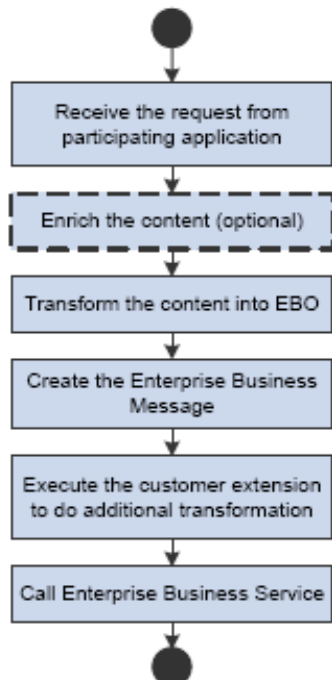 Receive the request from
participating application
Enrich the content (optional)
Transform the content into EBO
Create the Enterprise Business
Message
Execute the customer extension
to do additional transformation
Call Enterprise Business Service